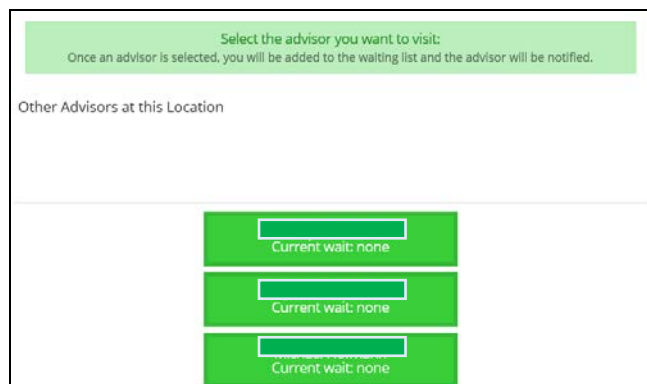 Select the advisor you want to visit:
Once an advisor is selected, you will be added to the waiting list and the advisor will be notified.
Other Advisors at this Location
Current wait: none
Current wait: none
Current wait: none